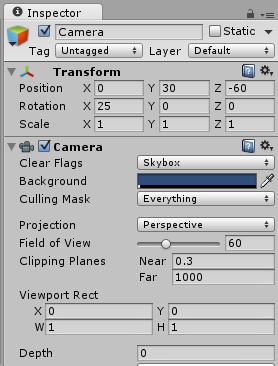 Inspector
Camera Static
Tag Untagged Layer Default
Transform
Position X 0 Y 30 Z -60
Rotation X 25 Y 0 Z 0
Scale X 1 Y 1 Z 1
Camera
Clear Flags Skybox
Background
Culling Mask Everything
Projection Perspective
Field of View 60
Clipping Planes Near 0.3
Far 1000
Viewport Rect
X 0 Y 0
W 1 H 1
Depth 0